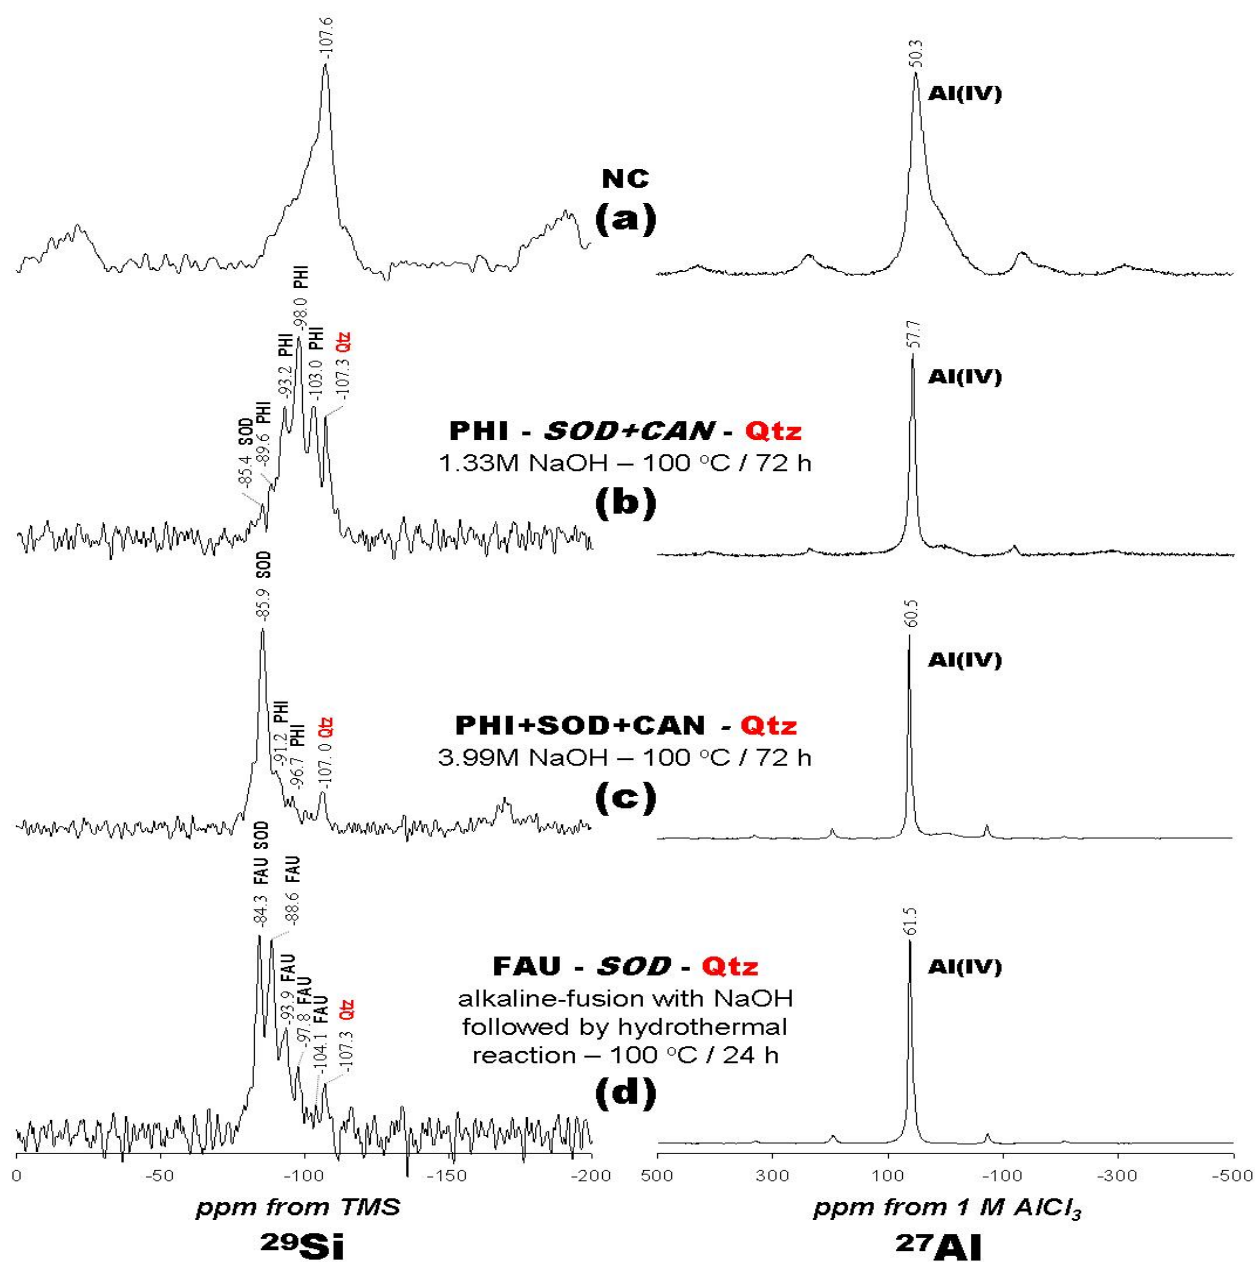 -107.6
50.3
Al(IV)
NC
(a)
-85.4 SOD
-89.6 PHI
-93.2 PHI
-98.0 PHI
-103.0 PHI
-107.3 Qtz
57.7
Al(IV)
PHI - SOD+CAN - Qtz
1.33M NaOH – 100 °C / 72 h
(b)
-85.9 SOD
-91.2 PHI
-96.7 PHI
-107.0 Qtz
60.5
Al(IV)
PHI+SOD+CAN - Qtz
3.99M NaOH – 100 °C / 72 h
(c)
-84.3 FAU SOD
-88.6 FAU
-93.9 FAU
-97.8 FAU
-104.1 FAU
-107.3 Qtz
61.5
Al(IV)
FAU - SOD - Qtz
alkaline-fusion with NaOH
followed by hydrothermal
reaction – 100 °C / 24 h
(d)
0 -50 -100 -150 -200
500 300 100 -100 -300 -500
ppm from TMS
ppm from 1 M AlCl₃
²⁹Si
²⁷Al